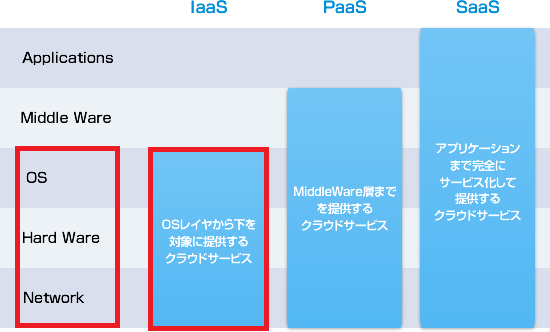 IaaS PaaS SaaS
Applications
Middle Ware
OS
Hard Ware
Network
OSレイヤから下を
対象に提供する
クラウドサービス
MiddleWare層まで
を提供する
クラウドサービス
アプリケーション
まで完全に
サービス化して
提供する
クラウドサービス